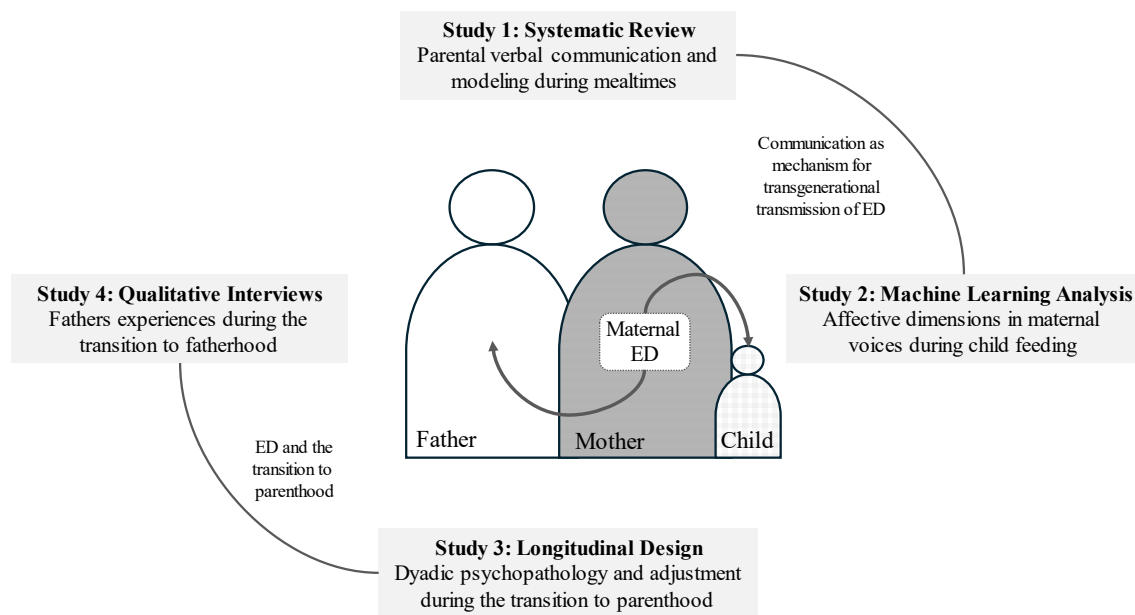 Study 1: Systematic Review
Parental verbal communication and
modeling during mealtimes
Communication as
mechanism for
transgenerational
transmission of ED
Study 4: Qualitative Interviews
Fathers experiences during the
transition to fatherhood
Study 2: Machine Learning Analysis
Affective dimensions in maternal
voices during child feeding
Maternal
ED
Father
Mother
Child
ED and the
transition to
parenthood
Study 3: Longitudinal Design
Dyadic psychopathology and adjustment
during the transition to parenthood